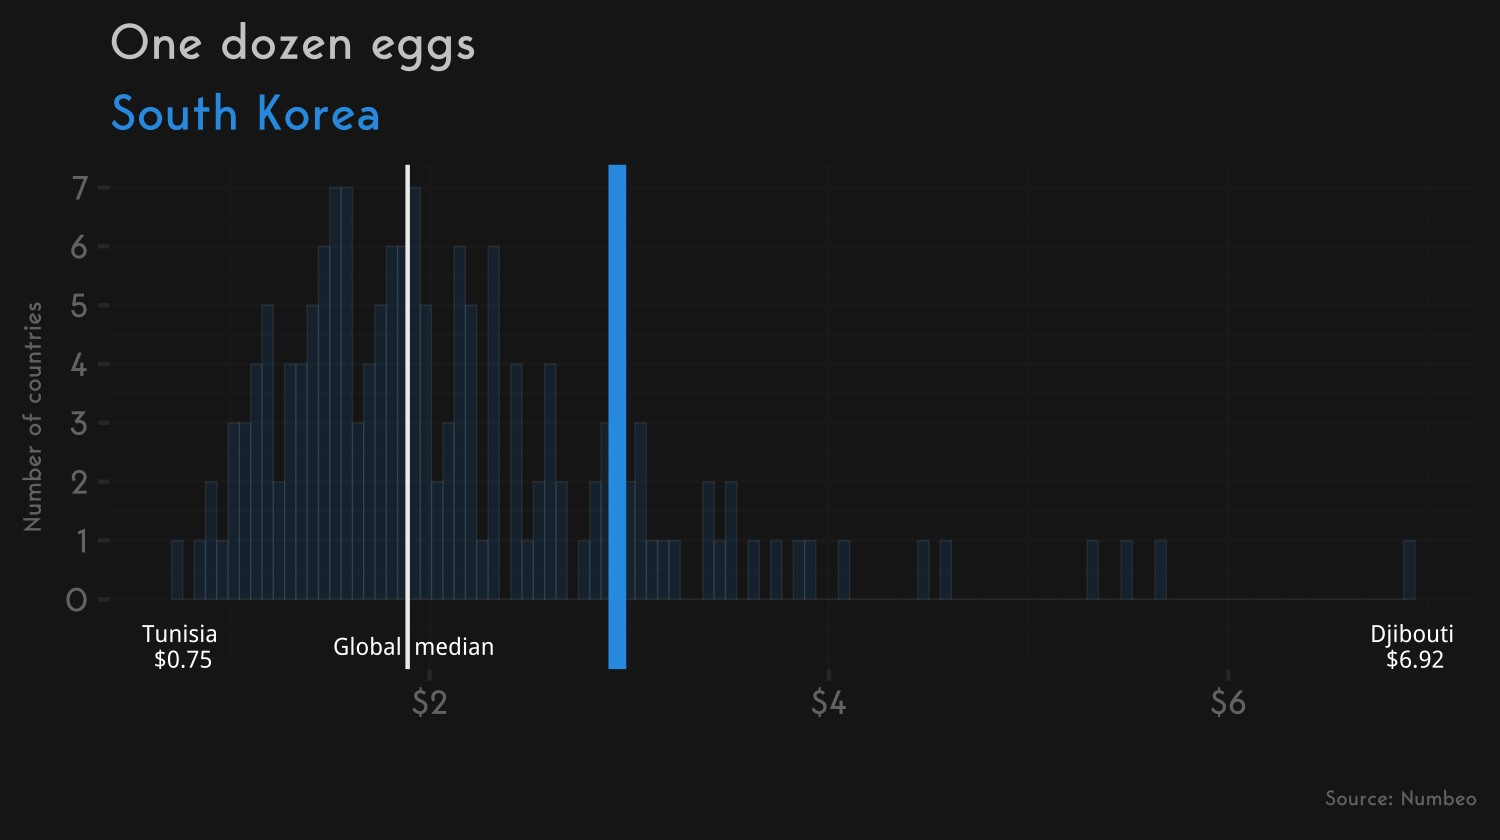 One dozen eggs
South Korea
Number of countries
7
6
5
4
3
2
1
0
Tunisia
$0.75
Global median
Djibouti
$6.92
$2
$4
$6
Source: Numbeo